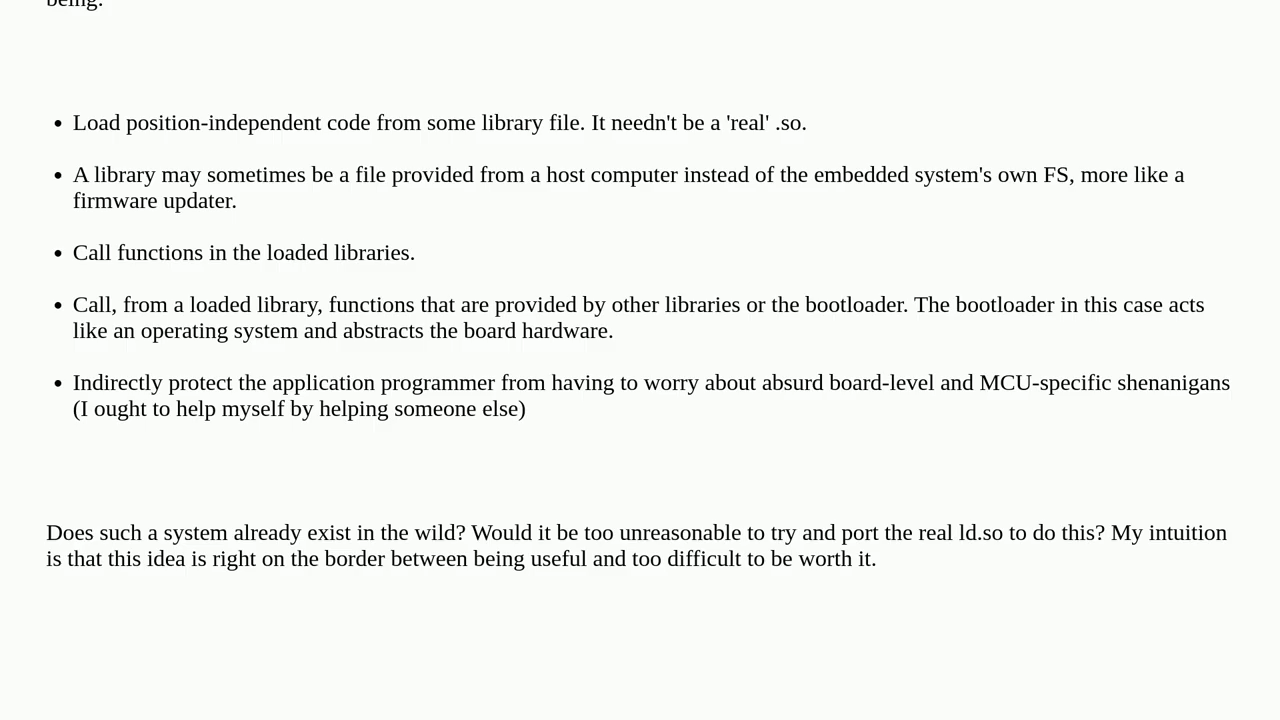 being.
• Load position-independent code from some library file. It needn't be a 'real' .so.
• A library may sometimes be a file provided from a host computer instead of the embedded system's own FS, more like a
firmware updater.
• Call functions in the loaded libraries.
• Call, from a loaded library, functions that are provided by other libraries or the bootloader. The bootloader in this case acts
like an operating system and abstracts the board hardware.
• Indirectly protect the application programmer from having to worry about absurd board-level and MCU-specific shenanigans
(I ought to help myself by helping someone else)
Does such a system already exist in the wild? Would it be too unreasonable to try and port the real ld.so to do this? My intuition
is that this idea is right on the border between being useful and too difficult to be worth it.